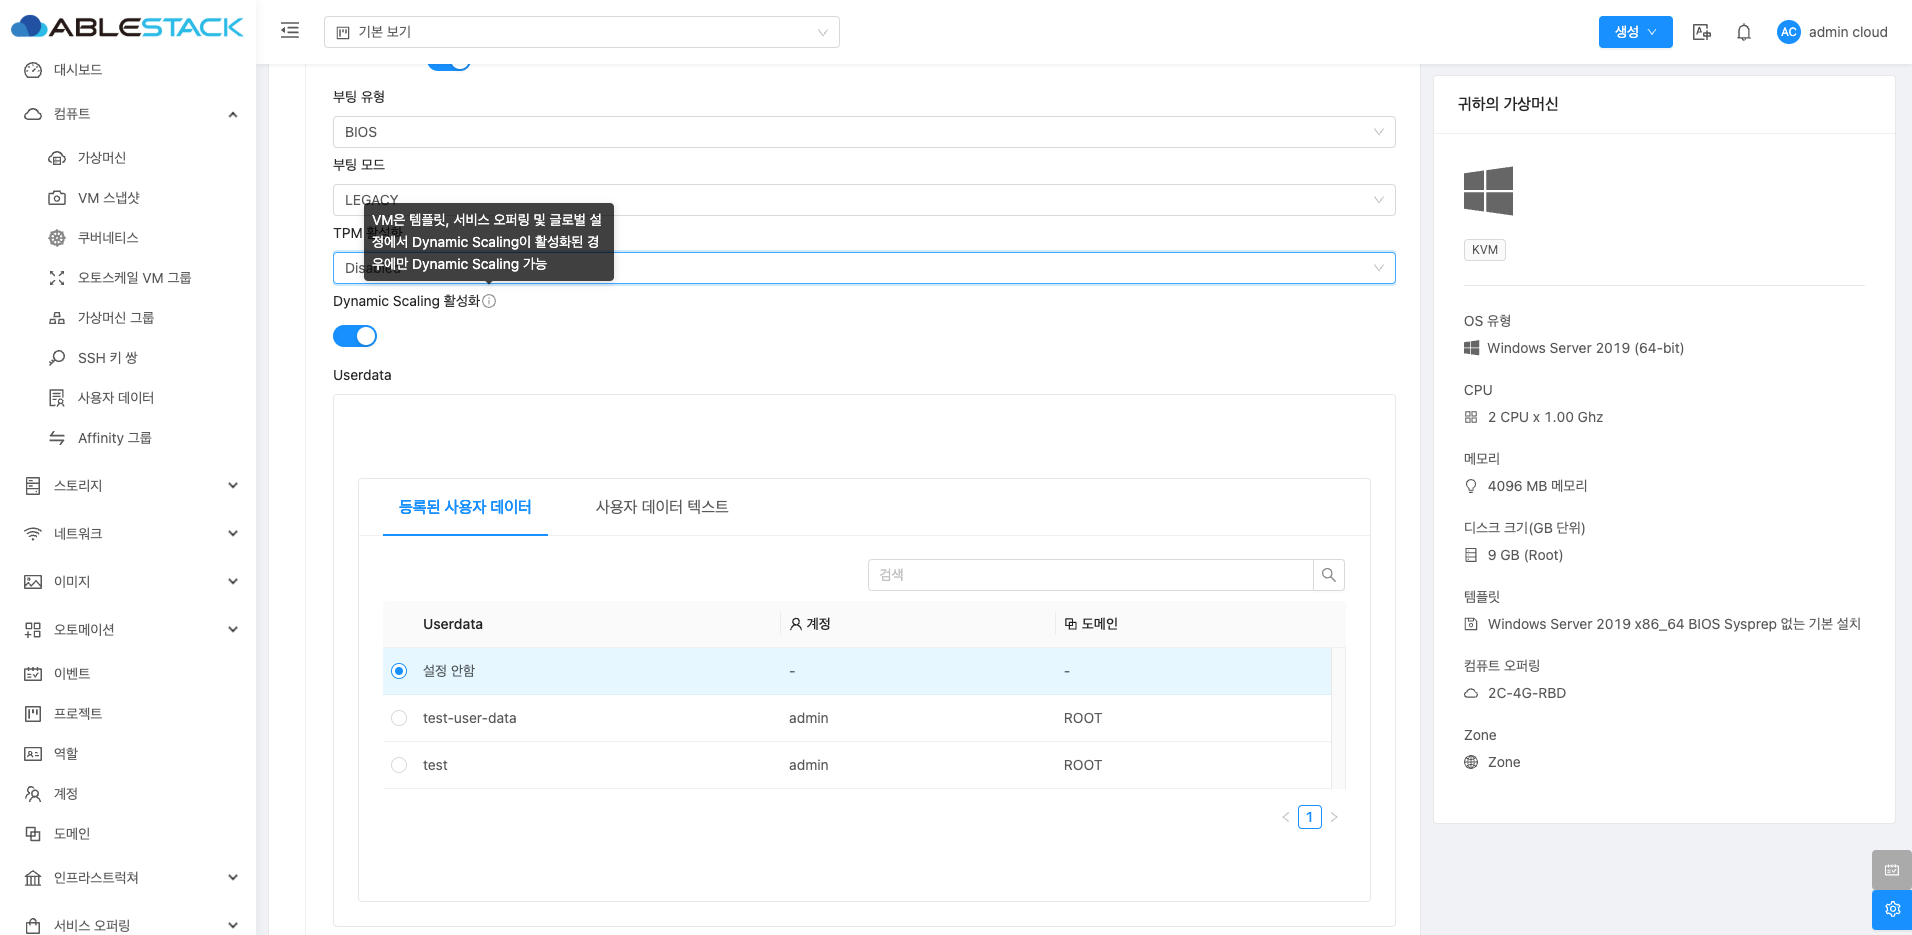 ABLESTACK
기본 보기
생성
AC
admin cloud
대시보드
컴퓨트
가상머신
VM 스냅샷
쿠버네티스
오토스케일 VM 그룹
가상머신 그룹
SSH 키 쌍
사용자 데이터
Affinity 그룹
스토리지
네트워크
이미지
오토메이션
이벤트
프로젝트
역할
계정
도메인
인프라스트럭쳐
서비스 오퍼링
부팅 유형
BIOS
부팅 모드
LEGACY
VM은 템플릿, 서비스 오퍼링 및 글로벌 설
정에서 Dynamic Scaling이 활성화된 경
우에만 Dynamic Scaling 가능
TPM 활성화
Disabled
Dynamic Scaling 활성화
Userdata
등록된 사용자 데이터
사용자 데이터 텍스트
검색
Userdata 계정 도메인
설정 안함 - -
test-user-data admin ROOT
test admin ROOT
1
귀하의 가상머신
KVM
OS 유형
Windows Server 2019 (64-bit)
CPU
2 CPU x 1.00 Ghz
메모리
4096 MB 메모리
디스크 크기(GB 단위)
9 GB (Root)
템플릿
Windows Server 2019 x86_64 BIOS Sysprep 없는 기본 설치
컴퓨트 오퍼링
2C-4G-RBD
Zone
Zone